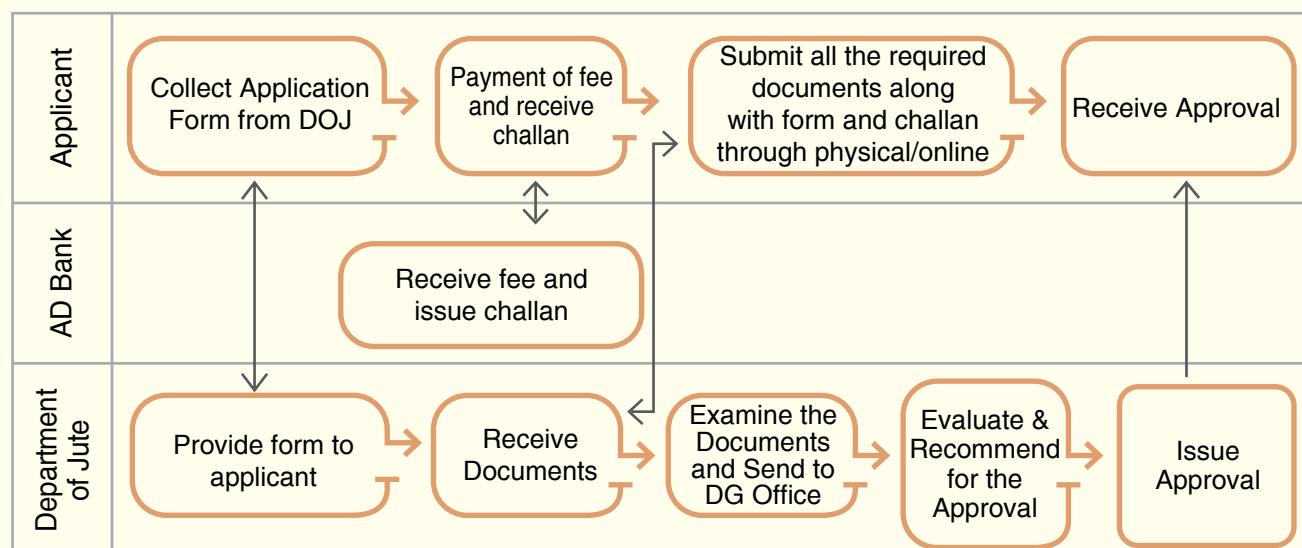 Applicant
Collect Application
Form from DOJ
Payment of fee
and receive
challan
Submit all the required
documents along
with form and challan
through physical/online
Receive Approval
AD Bank
Receive fee and
issue challan
Department
of Jute
Provide form to
applicant
Receive
Documents
Examine the
Documents
and Send to
DG Office
Evaluate &
Recommend
for the
Approval
Issue
Approval